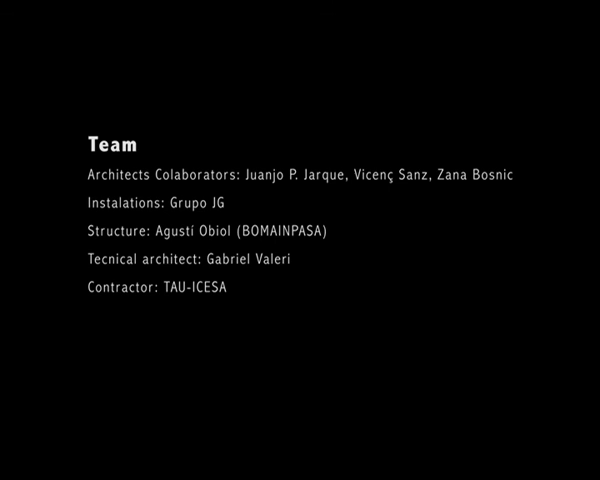 Team
Architects Colaborators: Juanjo P. Jarque, Vicenç Sanz, Zana Bosnic
Instalations: Grupo JG
Structure: Agustí Obiol (BOMAINPASA)
Tecnical architect: Gabriel Valeri
Contractor: TAU-ICESA